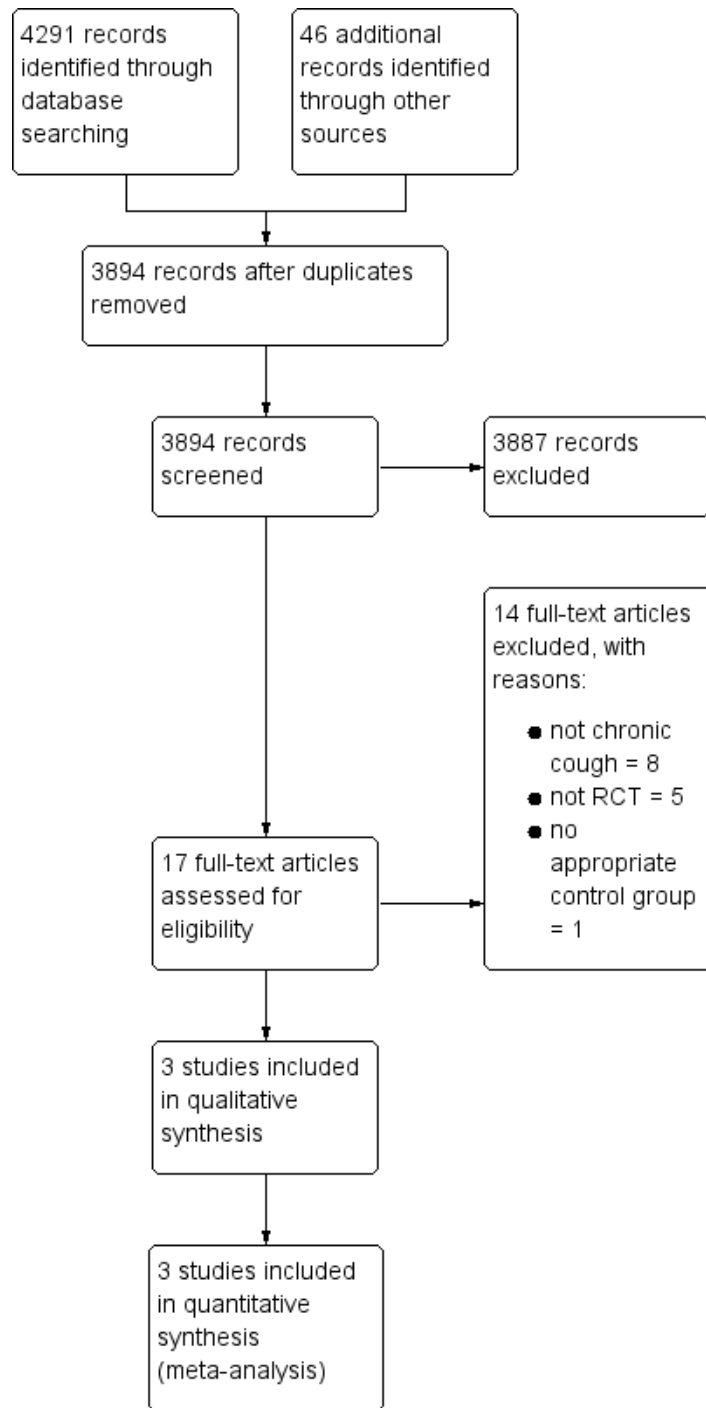 4291 records
identified through
database
searching
46 additional
records identified
through other
sources
3894 records after duplicates
removed
3894 records
screened
3887 records
excluded
14 full-text articles
excluded, with
reasons:
● not chronic
cough = 8
● not RCT = 5
● no
appropriate
control group
= 1
17 full-text articles
assessed for
eligibility
3 studies included
in qualitative
synthesis
3 studies included
in quantitative
synthesis
(meta-analysis)